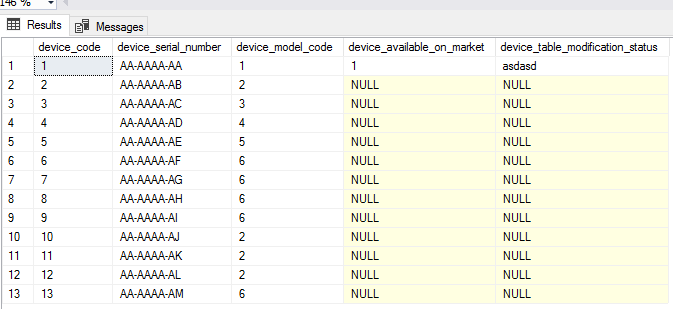 146 %
Results Messages
device_code device_serial_number device_model_code device_available_on_market device_table_modification_status
1 1 AA-AAAA-AA 1 1 asdasd
2 2 AA-AAAA-AB 2 NULL NULL
3 3 AA-AAAA-AC 3 NULL NULL
4 4 AA-AAAA-AD 4 NULL NULL
5 5 AA-AAAA-AE 5 NULL NULL
6 6 AA-AAAA-AF 6 NULL NULL
7 7 AA-AAAA-AG 6 NULL NULL
8 8 AA-AAAA-AH 6 NULL NULL
9 9 AA-AAAA-AI 6 NULL NULL
10 10 AA-AAAA-AJ 2 NULL NULL
11 11 AA-AAAA-AK 2 NULL NULL
12 12 AA-AAAA-AL 2 NULL NULL
13 13 AA-AAAA-AM 6 NULL NULL